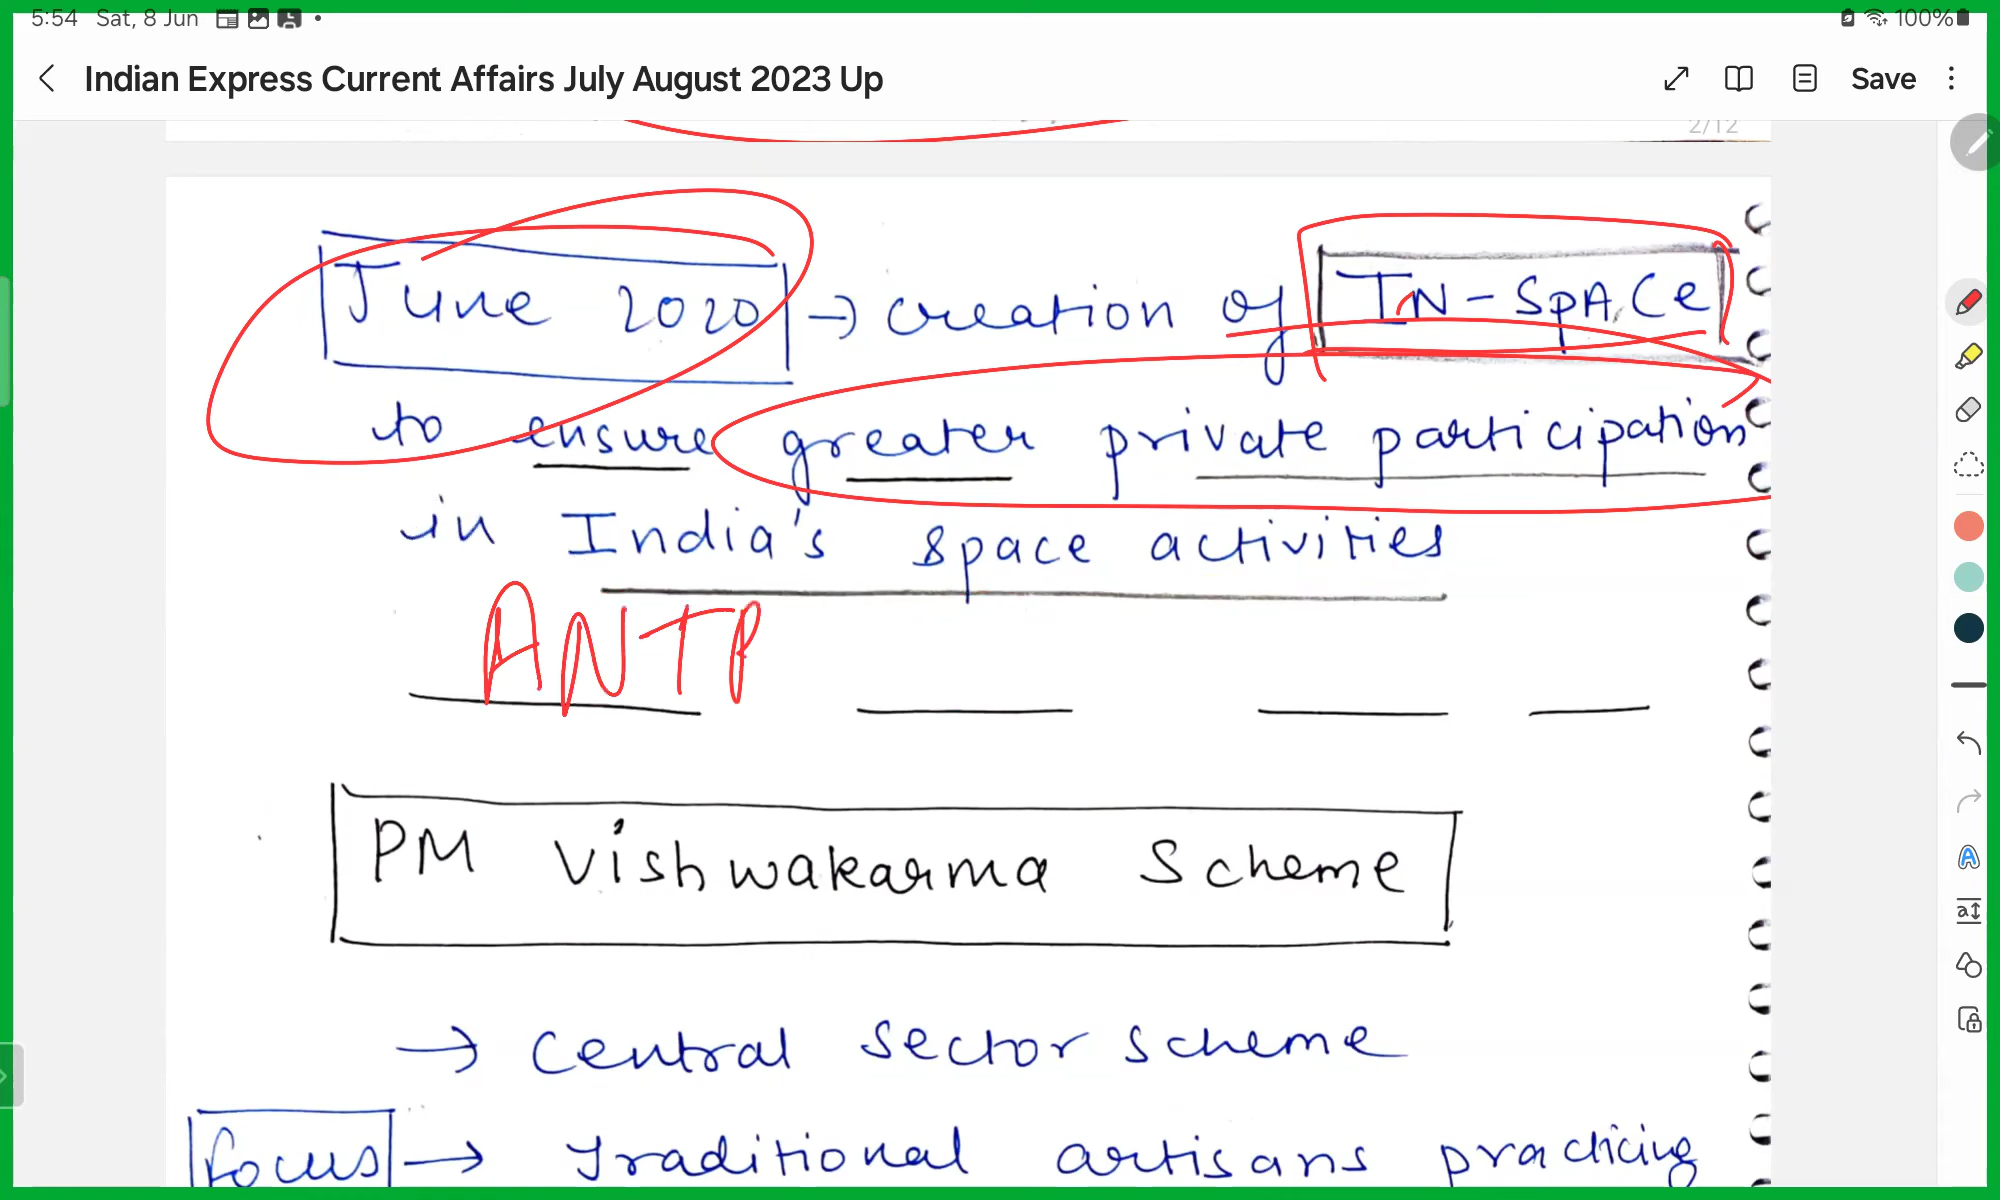 5:54 Sat, 8 Jun 100%
Indian Express Current Affairs July August 2023 Up Save
2/12
June 2020 → creation of IN-SPACe
to ensure greater private participation
in India's space activities
ANTP
PM Vishwakarma Scheme
→ Central Sector Scheme
focus → Traditional artisans practicing